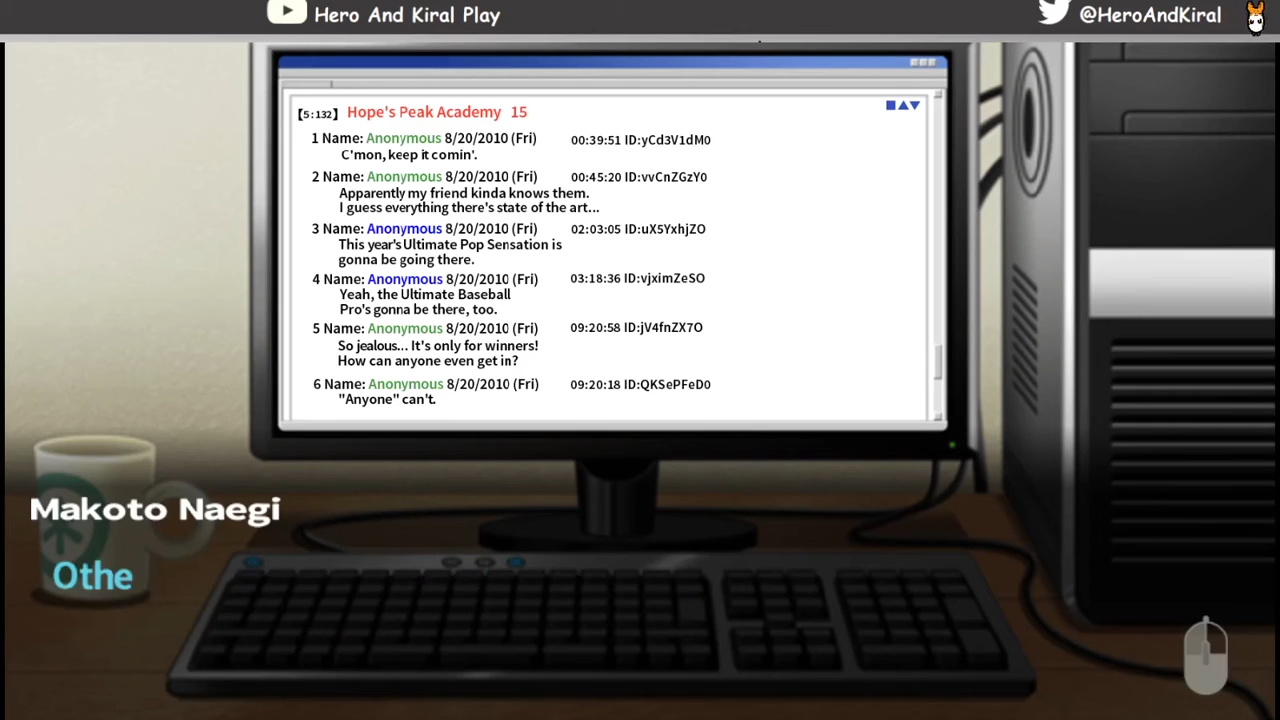 Hero And Kiral Play
@HeroAndKiral
【5:132】 Hope's Peak Academy 15
1 Name: Anonymous 8/20/2010 (Fri) 00:39:51 ID:yCd3V1dM0
C'mon, keep it comin'.
2 Name: Anonymous 8/20/2010 (Fri) 00:45:20 ID:vvCnZGzY0
Apparently my friend kinda knows them.
I guess everything there's state of the art...
3 Name: Anonymous 8/20/2010 (Fri) 02:03:05 ID:uX5YxhjZO
This year's Ultimate Pop Sensation is
gonna be going there.
4 Name: Anonymous 8/20/2010 (Fri) 03:18:36 ID:vjximZeSO
Yeah, the Ultimate Baseball
Pro's gonna be there, too.
5 Name: Anonymous 8/20/2010 (Fri) 09:20:58 ID:jV4fnZX7O
So jealous... It's only for winners!
How can anyone even get in?
6 Name: Anonymous 8/20/2010 (Fri) 09:20:18 ID:QKSePFeD0
"Anyone" can't.
Makoto Naegi
Othe